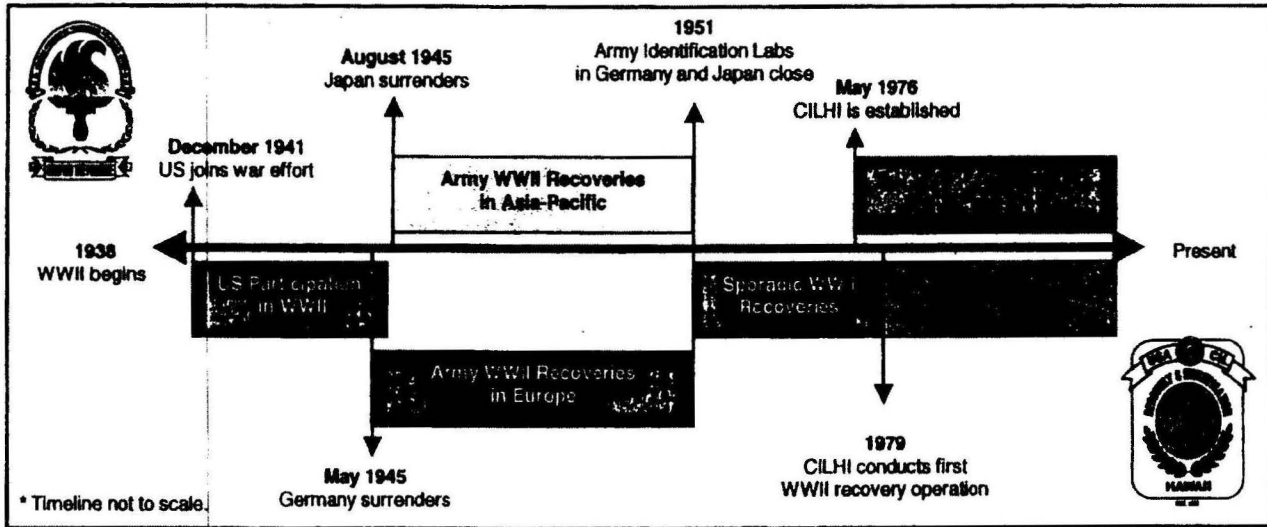 August 1945
Japan surrenders
1951
Army Identification Labs
in Germany and Japan close
May 1976
CILHI is established
December 1941
US joins war effort
Army WWII Recoveries
in Asia-Pacific
1938
WWII begins
Present
US Participation
in WWII
Sporadic WWII
Recoveries
Army WWII Recoveries
in Europe
USA CIL
HAWAII
May 1945
Germany surrenders
1979
CILHI conducts first
WWII recovery operation
* Timeline not to scale.